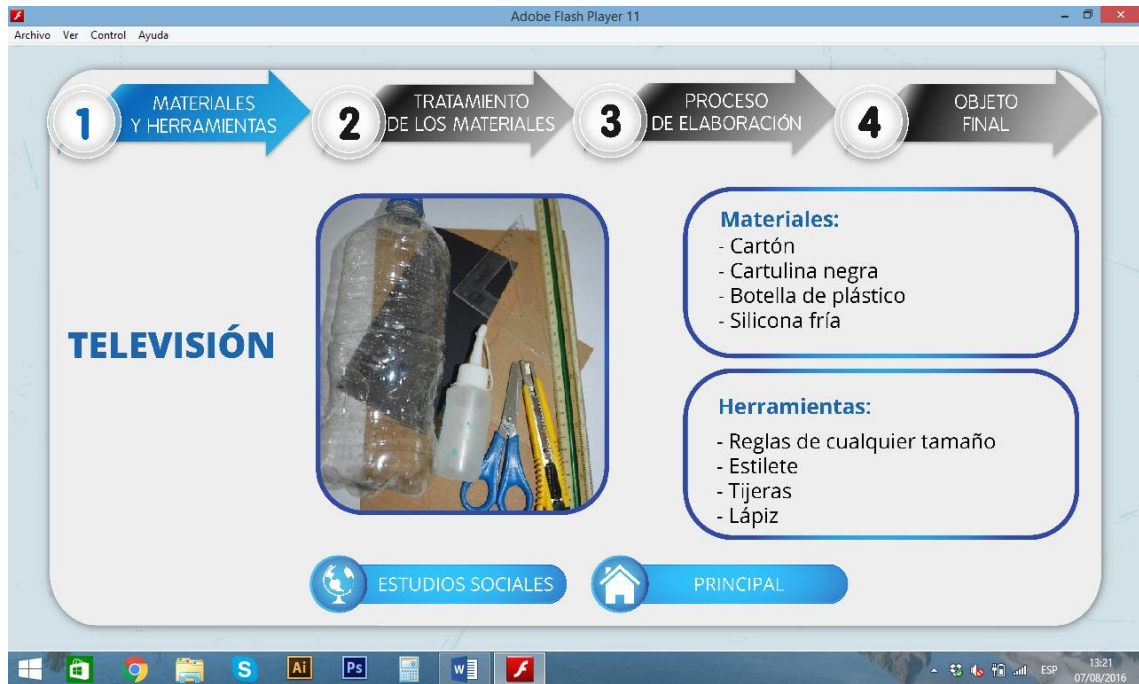 Adobe Flash Player 11
Archivo Ver Control Ayuda
1 MATERIALES
Y HERRAMIENTAS
2 TRATAMIENTO
DE LOS MATERIALES
3 PROCESO
DE ELABORACIÓN
4 OBJETO
FINAL
TELEVISIÓN
Materiales:
- Cartón
- Cartulina negra
- Botella de plástico
- Silicona fría
Herramientas:
- Reglas de cualquier tamaño
- Estilete
- Tijeras
- Lápiz
ESTUDIOS SOCIALES
PRINCIPAL
S Ai Ps W
ESP
13:21
07/08/2016